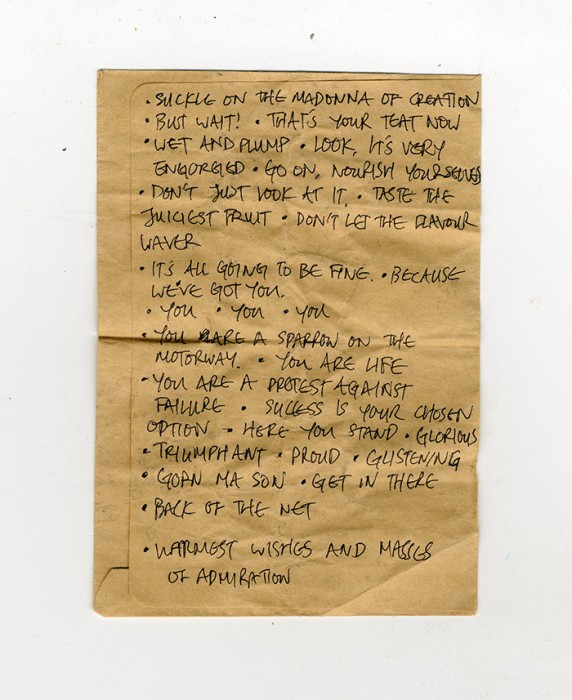 • SUCKLE ON THE MADONNA OF CREATION
• BUT WAIT! • THAT'S YOUR TEAT NOW
• WET AND PLUMP • LOOK, IT'S VERY
ENGORGED • GO ON, NOURISH YOURSELVES
• DON'T JUST LOOK AT IT, • TASTE THE
JUICIEST FRUIT • DON'T LET THE FLAVOUR
WAVER
• IT'S ALL GOING TO BE FINE. • BECAUSE
WE'VE GOT YOU.
• YOU • YOU • YOU
• YOU ARE A SPARROW ON THE
MOTORWAY. • YOU ARE LIFE
• YOU ARE A PROTEST AGAINST
FAILURE • SUCCESS IS YOUR CHOSEN
OPTION • HERE YOU STAND • GLORIOUS
• TRIUMPHANT • PROUD • GLISTENING
• GOAN MA SON • GET IN THERE
• BACK OF THE NET
• WARMEST WISHES AND MASSES
OF ADMIRATION